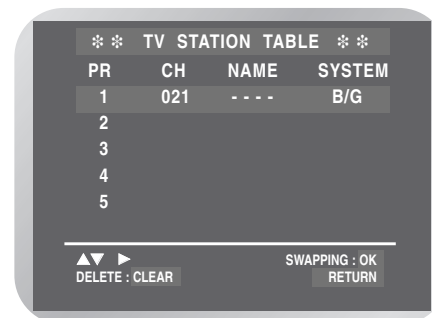 ❇ ❇ TV STATION TABLE ❇ ❇
PR CH NAME SYSTEM
1 021 - - - - B/G
2
3
4
5
▲▼ ► SWAPPING : OK
DELETE : CLEAR RETURN